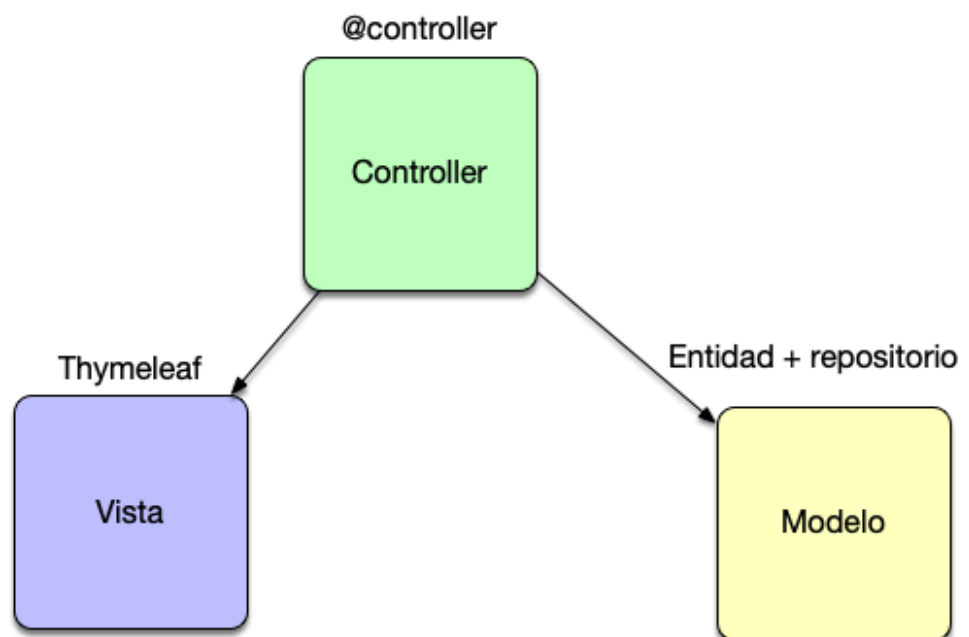 @controller
Controller
Thymeleaf
Entidad + repositorio
Vista
Modelo